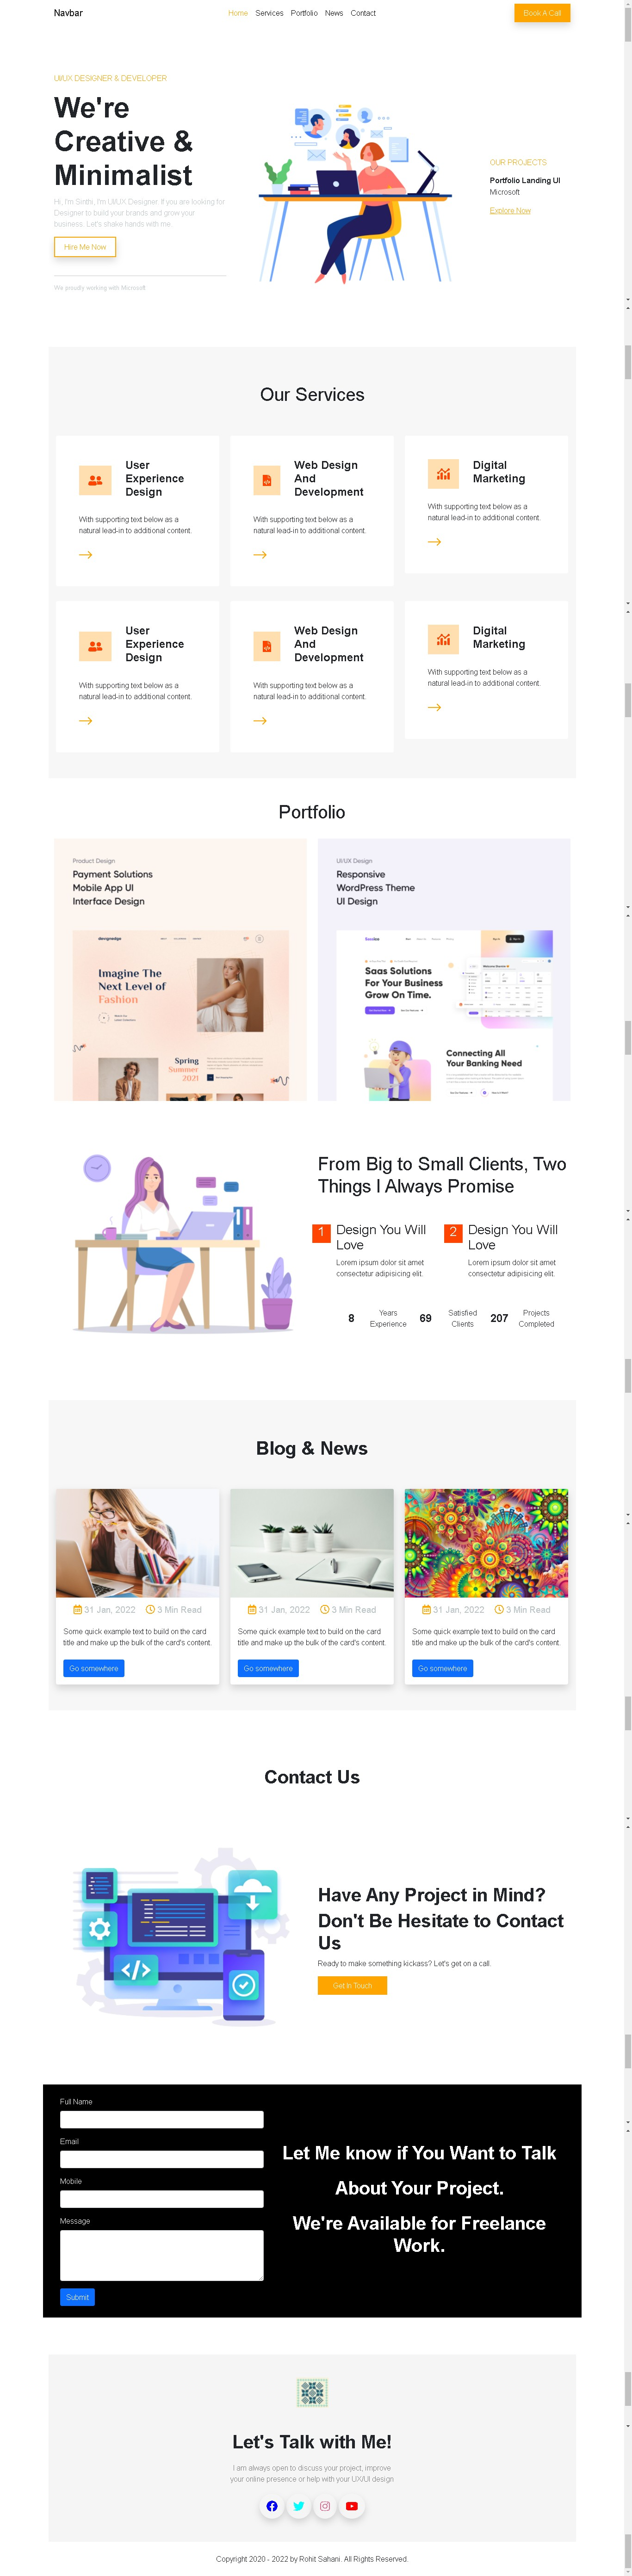 Navbar
Home Services Portfolio News Contact
Book A Call
UI/UX DESIGNER & DEVELOPER
We're
Creative &
Minimalist
Hi, I'm Sinthi, I'm UI/UX Designer. If you are looking for
Designer to build your brands and grow your
business. Let's shake hands with me.
Hire Me Now
We proudly working with Microsoft
OUR PROJECTS
Portfolio Landing UI
Microsoft
Explore Now
Our Services
User
Experience
Design
With supporting text below as a
natural lead-in to additional content.
Web Design
And
Development
With supporting text below as a
natural lead-in to additional content.
Digital
Marketing
With supporting text below as a
natural lead-in to additional content.
User
Experience
Design
With supporting text below as a
natural lead-in to additional content.
Web Design
And
Development
With supporting text below as a
natural lead-in to additional content.
Digital
Marketing
With supporting text below as a
natural lead-in to additional content.
Portfolio
Product Design
Payment Solutions
Mobile App UI
Interface Design
Imagine The
Next Level of
Fashion
Spring
Summer
2021
UI/UX Design
Responsive
WordPress Theme
UI Design
Saas Solutions
For Your Business
Grow On Time.
Connecting All
Your Banking Need
From Big to Small Clients, Two
Things I Always Promise
1
Design You Will
Love
Lorem ipsum dolor sit amet
consectetur adipisicing elit.
2
Design You Will
Love
Lorem ipsum dolor sit amet
consectetur adipisicing elit.
8
Years
Experience
69
Satisfied
Clients
207
Projects
Completed
Blog & News
31 Jan, 2022 3 Min Read
Some quick example text to build on the card
title and make up the bulk of the card's content.
Go somewhere
31 Jan, 2022 3 Min Read
Some quick example text to build on the card
title and make up the bulk of the card's content.
Go somewhere
31 Jan, 2022 3 Min Read
Some quick example text to build on the card
title and make up the bulk of the card's content.
Go somewhere
Contact Us
Have Any Project in Mind?
Don't Be Hesitate to Contact
Us
Ready to make something kickass? Let's get on a call.
Get in Touch
Full Name
Email
Mobile
Message
Submit
Let Me know if You Want to Talk
About Your Project.
We're Available for Freelance
Work.
Let's Talk with Me!
I am always open to discuss your project, improve
your online presence or help with your UX/UI design
Copyright 2020 - 2022 by Rohit Sahani. All Rights Reserved.